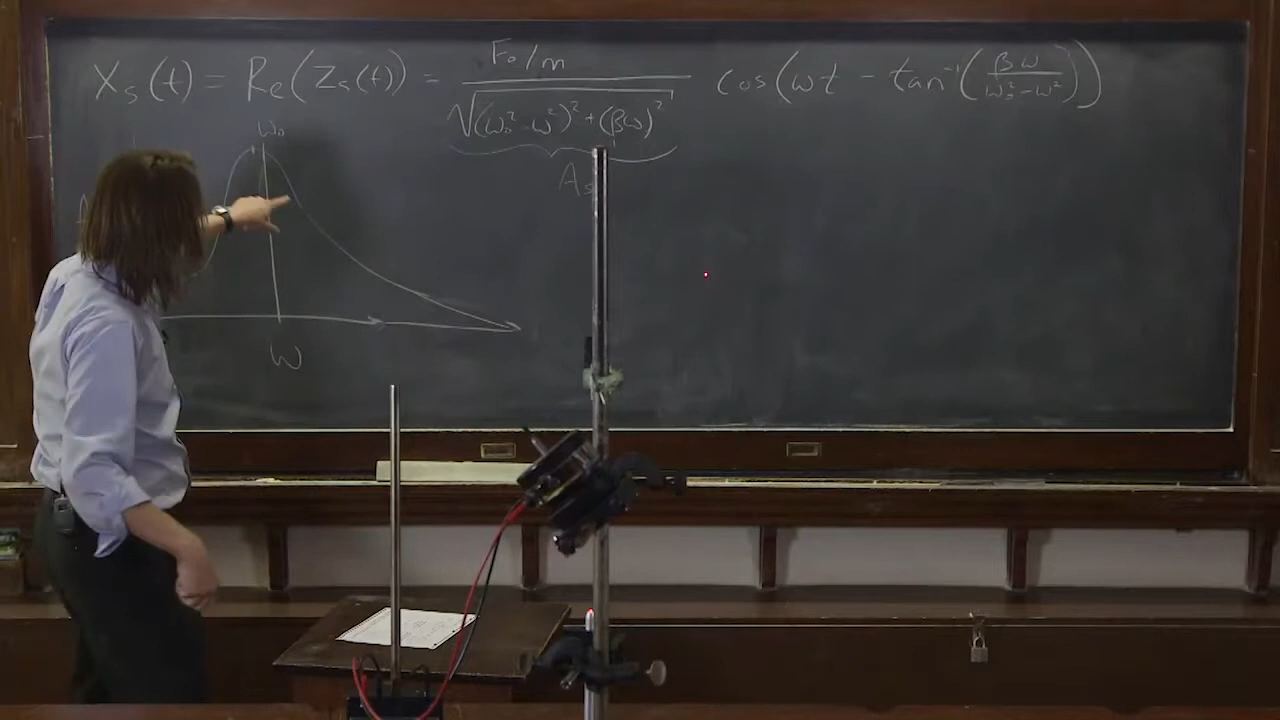 Xₛ(t) = Re(Zₛ(t)) = F₀/m / √((ω₀² - ω²)² + (βω)²) cos(ωt - tan⁻¹(βω / (ω₀² - ω²)))
Aₛ
ω₀
ω